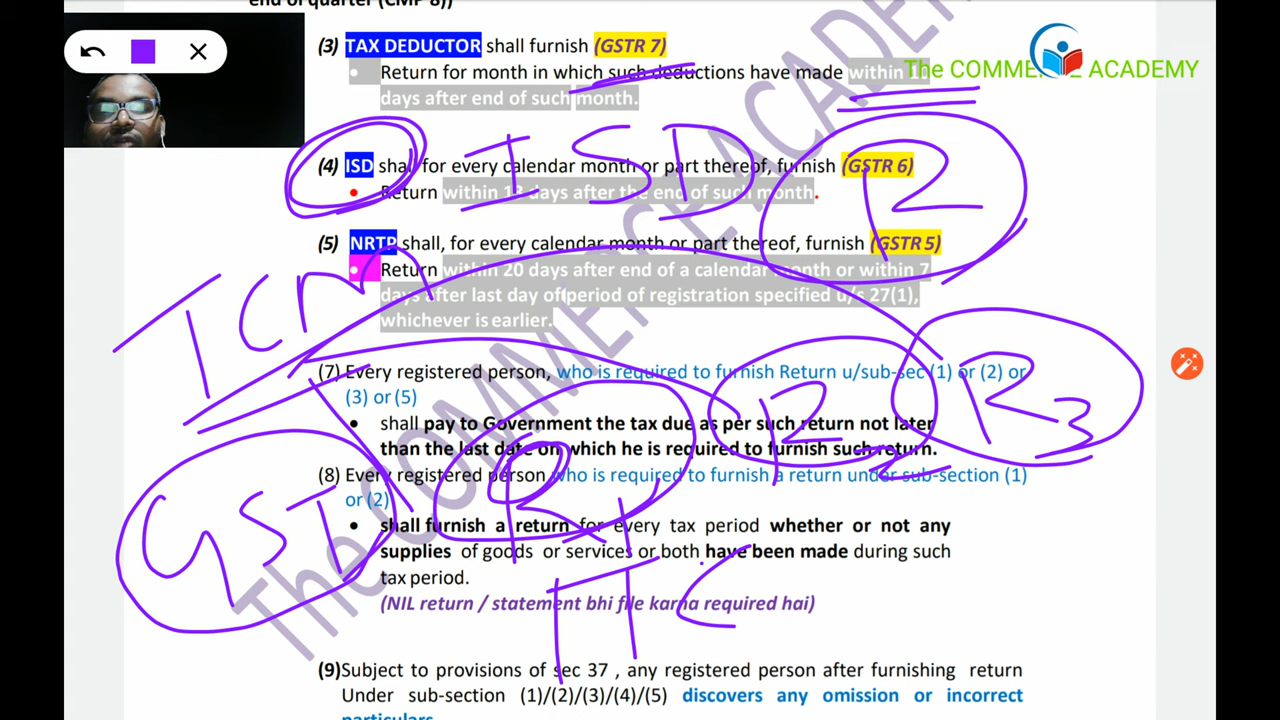 end of quarter (CMP 8))
(3) TAX DEDUCTOR shall furnish (GSTR 7)
The COMMERCE ACADEMY
• Return for month in which such deductions have made within
days after end of such month.
(4) ISD shall for every calendar month or part thereof, furnish (GSTR 6)
• Return within 13 days after the end of such month.
ISD
R
(5) NRTP shall, for every calendar month or part thereof, furnish (GSTR 5)
• Return within 20 days after end of a calendar month or within 7
days after last day of period of registration specified u/s 27(1),
whichever is earlier.
ICM
(7) Every registered person, who is required to furnish Return u/sub-sec (1) or (2) or
(3) or (5)
R
R3
• shall pay to Government the tax due as per such return not later
than the last date on which he is required to furnish such return.
(8) Every registered person who is required to furnish a return under sub-section (1)
or (2)
GST
R1
• shall furnish a return for every tax period whether or not any
supplies of goods or services or both have been made during such
tax period.
ITC
(NIL return / statement bhi file karna required hai)
(9)Subject to provisions of sec 37 , any registered person after furnishing return
Under sub-section (1)/(2)/(3)/(4)/(5) discovers any omission or incorrect
particulars
The COMMERCE ACADEMY